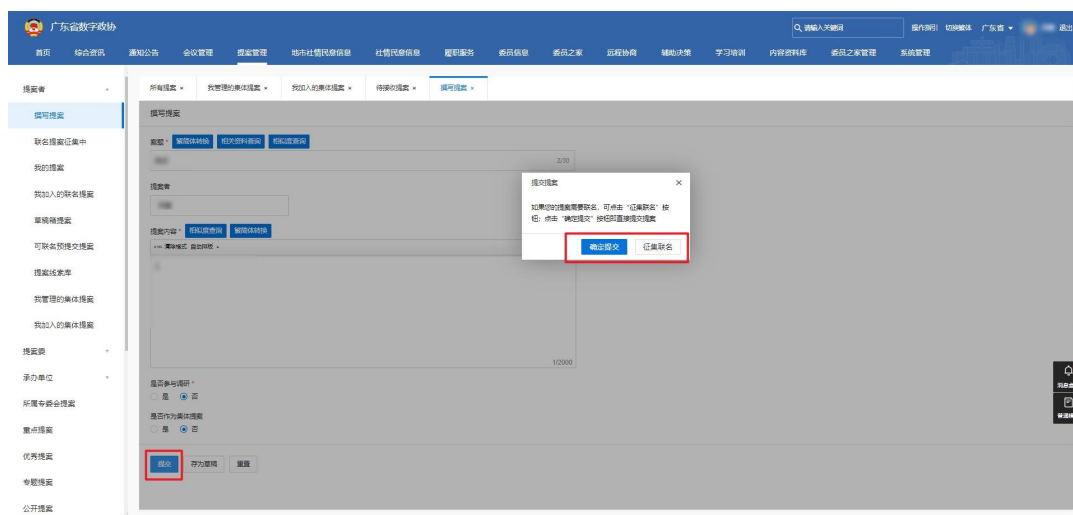 广东省数字政协
请输入关键词
操作指引 切换繁体 广东省 退出
首页 综合资讯 通知公告 会议管理 提案管理 地市社情民意信息 社情民意信息 履职服务 委员信息 委员之家 远程协商 辅助决策 学习培训 内容资料库 委员之家管理 系统管理
提案者
撰写提案
联名提案征集中
我的提案
我加入的联名提案
草稿箱提案
可联名预提交提案
提案线索库
我管理的集体提案
我加入的集体提案
提案委
承办单位
所属专委会提案
重点提案
优秀提案
专题提案
公开提案
所有提案 × 我管理的集体提案 × 我加入的集体提案 × 待接收提案 × 撰写提案 ×
撰写提案
案题 * 繁简体转换 相关资料查询 相似度查询
2/30
提案者
提案内容 * 相似度查询 繁简体转换
清除格式 自动排版
1/2000
是否参与调研 *
是 否
是否作为集体提案
是 否
提交 存为草稿 重置
提交提案 ×
如果您的提案需要联名，可点击“征集联名”按
钮；点击“确定提交”按钮即直接提交提案
确定提交 征集联名